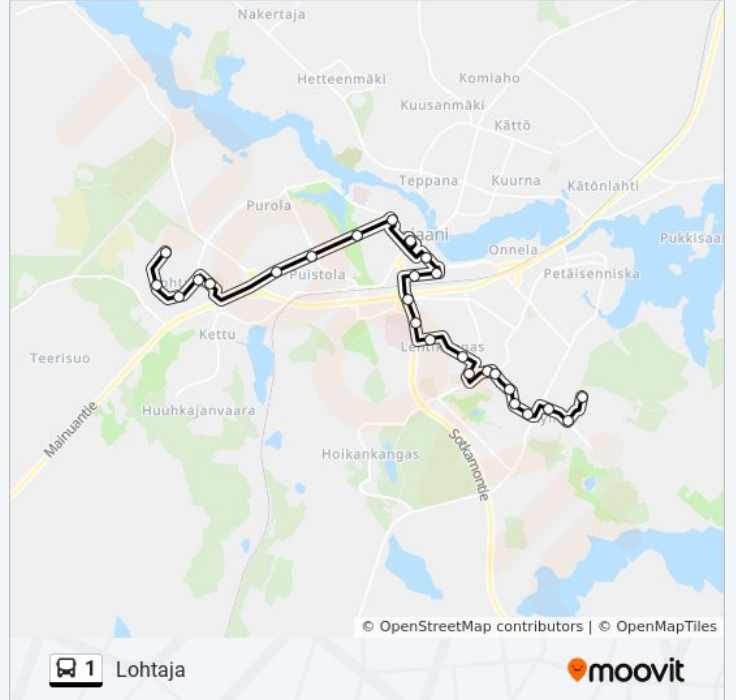 Nakertaja
Hetteenmäki
Komiaho
Kuusanmäki
Kättö
Teppana
Kuurna
Kätönlahti
Purola
Pukkisaa
Onnela
Puistola
Petäisenniska
Kettu
Teerisuo
Huuhkajanvaara
Mainuantie
Hoikankangas
Sotkamontie
© OpenStreetMap contributors | © OpenMapTiles
1 Lohtaja
moovit